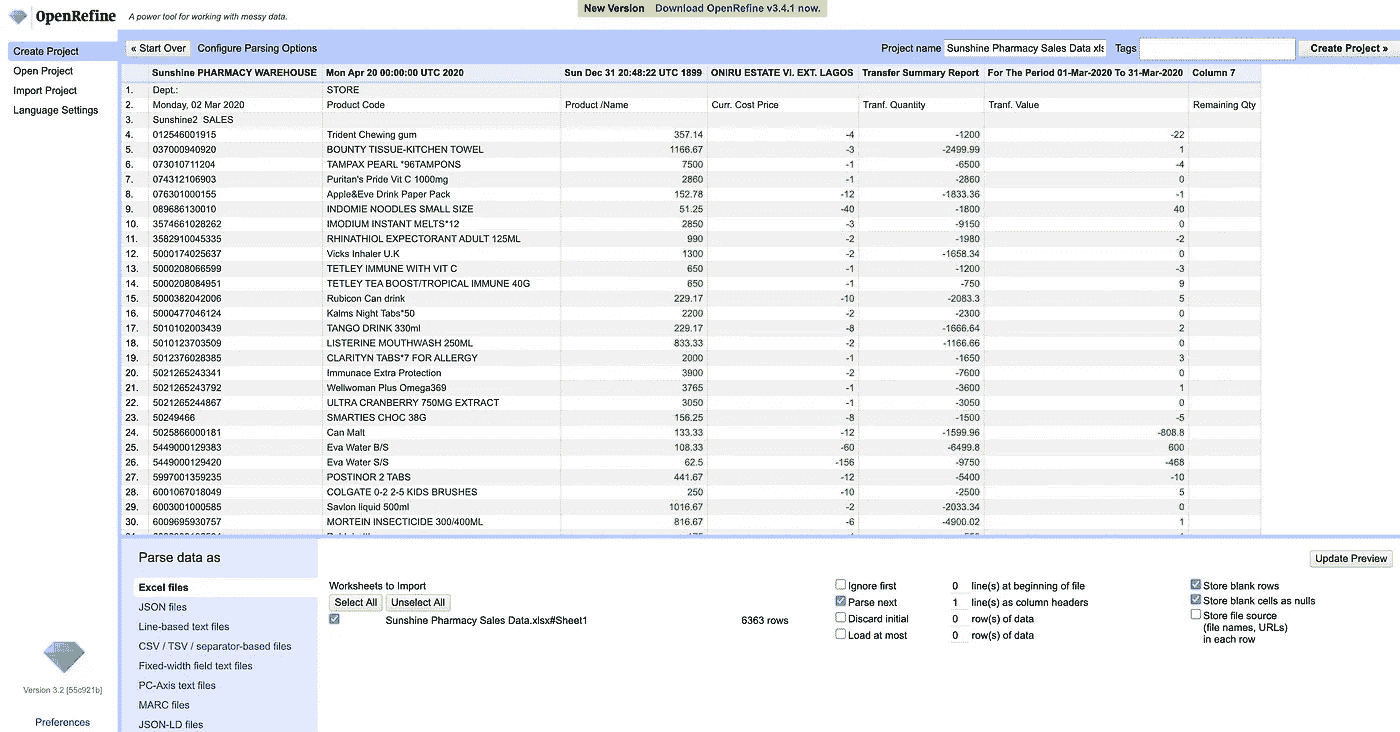 New Version Download OpenRefine v3.4.1 now.
OpenRefine A power tool for working with messy data.
Create Project
Open Project
Import Project
Language Settings
« Start Over Configure Parsing Options Project name Sunshine Pharmacy Sales Data xls Tags Create Project »
Sunshine PHARMACY WAREHOUSE Mon Apr 20 00:00:00 UTC 2020 Sun Dec 31 20:48:22 UTC 1899 ONIRU ESTATE VI. EXT. LAGOS Transfer Summary Report For The Period 01-Mar-2020 To 31-Mar-2020 Column 7
1. Dept.: STORE
2. Monday, 02 Mar 2020 Product Code Product /Name Curr. Cost Price Tranf. Quantity Tranf. Value Remaining Qty
3. Sunshine2 SALES
4. 012546001915 Trident Chewing gum 357.14 -4 -1200 -22
5. 037000940920 BOUNTY TISSUE-KITCHEN TOWEL 1166.67 -3 -2499.99 1
6. 073010711204 TAMPAX PEARL *96TAMPONS 7500 -1 -6500 -4
7. 074312106903 Puritan's Pride Vit C 1000mg 2860 -1 -2860 0
8. 076301000155 Apple&Eve Drink Paper Pack 152.78 -12 -1833.36 -1
9. 089686130010 INDOMIE NOODLES SMALL SIZE 51.25 -40 -1800 40
10. 3574661028262 IMODIUM INSTANT MELTS*12 2850 -3 -9150 0
11. 3582910045335 RHINATHIOL EXPECTORANT ADULT 125ML 990 -2 -1980 -2
12. 5000174025637 Vicks Inhaler U.K 1300 -2 -1658.34 0
13. 5000208066599 TETLEY IMMUNE WITH VIT C 650 -1 -1200 -3
14. 5000208084951 TETLEY TEA BOOST/TROPICAL IMMUNE 40G 650 -1 -750 9
15. 5000382042006 Rubicon Can drink 229.17 -10 -2083.3 5
16. 5000477046124 Kalms Night Tabs*50 2200 -2 -2300 0
17. 5010102003439 TANGO DRINK 330ml 229.17 -8 -1666.64 2
18. 5010123703509 LISTERINE MOUTHWASH 250ML 833.33 -2 -1166.66 0
19. 5012376028385 CLARITYN TABS*7 FOR ALLERGY 2000 -1 -1650 3
20. 5021265243341 Immunace Extra Protection 3800 -2 -7600 0
21. 5021265243792 Wellwoman Plus Omega369 3765 -1 -3600 1
22. 5021265244867 ULTRA CRANBERRY 750MG EXTRACT 3050 -1 -3050 0
23. 50249466 SMARTIES CHOC 38G 156.25 -8 -1500 -5
24. 5025866000181 Can Malt 133.33 -12 -1599.96 -808.8
25. 5449000129383 Eva Water B/S 108.33 -60 -6499.8 600
26. 5449000129420 Eva Water S/S 62.5 -156 -9750 -468
27. 5997001359235 POSTINOR 2 TABS 441.67 -12 -5400 -10
28. 6001067018049 COLGATE 0-2 2-5 KIDS BRUSHES 250 -10 -2500 5
29. 6003001000585 Savlon liquid 500ml 1016.67 -2 -2033.34 0
30. 6009695930757 MORTEIN INSECTICIDE 300/400ML 816.67 -6 -4900.02 1
Parse data as
Update Preview
Excel files
JSON files
Line-based text files
CSV / TSV / separator-based files
Fixed-width field text files
PC-Axis text files
MARC files
JSON-LD files
Worksheets to Import
Select All Unselect All
Sunshine Pharmacy Sales Data.xlsx#Sheet1 6363 rows
Ignore first 0 line(s) at beginning of file
Parse next 1 line(s) as column headers
Discard initial 0 row(s) of data
Load at most 0 row(s) of data
Store blank rows
Store blank cells as nulls
Store file source
(file names, URLs)
in each row
Version 3.2 [55c921b]
Preferences